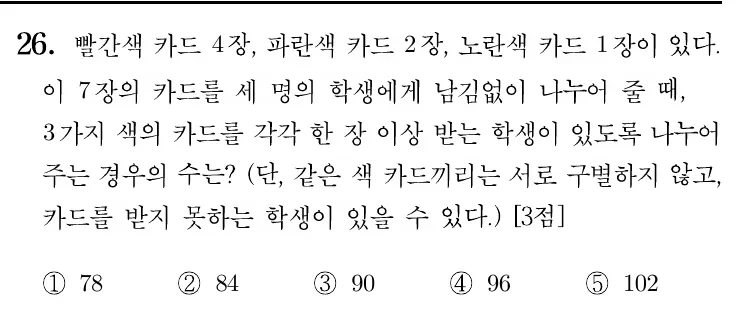 26. 빨간색 카드 4장, 파란색 카드 2장, 노란색 카드 1장이 있다.
이 7장의 카드를 세 명의 학생에게 남김없이 나누어 줄 때,
3가지 색의 카드를 각각 한 장 이상 받는 학생이 있도록 나누어
주는 경우의 수는? (단, 같은 색 카드끼리는 서로 구별하지 않고,
카드를 받지 못하는 학생이 있을 수 있다.) [3점]
① 78 ② 84 ③ 90 ④ 96 ⑤ 102